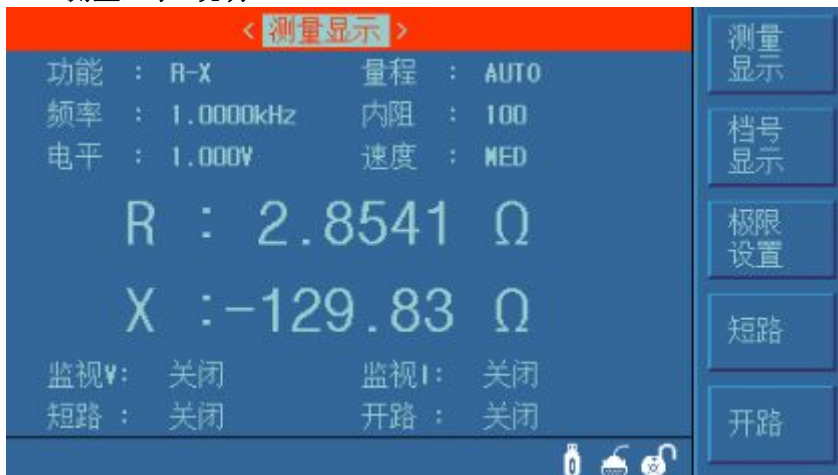 < 测量显示 >
功能 : R-X 量程 : AUTO
频率 : 1.0000kHz 内阻 : 100
电平 : 1.000V 速度 : MED
R : 2.8541 Ω
X :-129.83 Ω
监视V: 关闭 监视I: 关闭
短路 : 关闭 开路 : 关闭
测量
显示
档号
显示
极限
设置
短路
开路